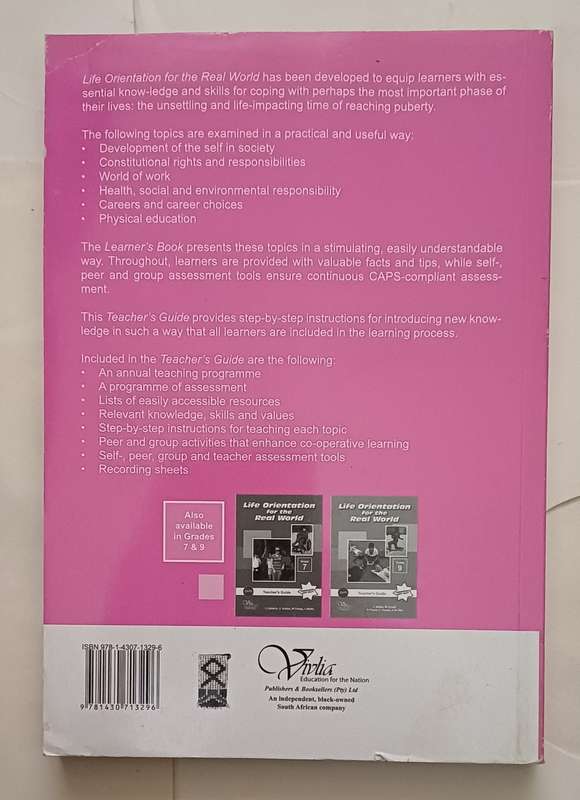 Life Orientation for the Real World has been developed to equip learners with es-
sential know-ledge and skills for coping with perhaps the most important phase of
their lives: the unsettling and life-impacting time of reaching puberty.
The following topics are examined in a practical and useful way:
• Development of the self in society
• Constitutional rights and responsibilities
• World of work
• Health, social and environmental responsibility
• Careers and career choices
• Physical education
The Learner's Book presents these topics in a stimulating, easily understandable
way. Throughout, learners are provided with valuable facts and tips, while self-,
peer and group assessment tools ensure continuous CAPS-compliant assess-
ment.
This Teacher's Guide provides step-by-step instructions for introducing new know-
ledge in such a way that all learners are included in the learning process.
Included in the Teacher's Guide are the following:
• An annual teaching programme
• A programme of assessment
• Lists of easily accessible resources
• Relevant knowledge, skills and values
• Step-by-step instructions for teaching each topic
• Peer and group activities that enhance co-operative learning
• Self-, peer, group and teacher assessment tools
• Recording sheets
Also
available
in Grades
7 & 9
Life Orientation
for the
Real World
7
Teacher's Guide
Life Orientation
for the
Real World
9
Teacher's Guide
ISBN 978-1-4307-1329-6
9 781430 713296
Vivlia
Education for the Nation
Publishers & Booksellers (Pty) Ltd
An independent, black-owned
South African company